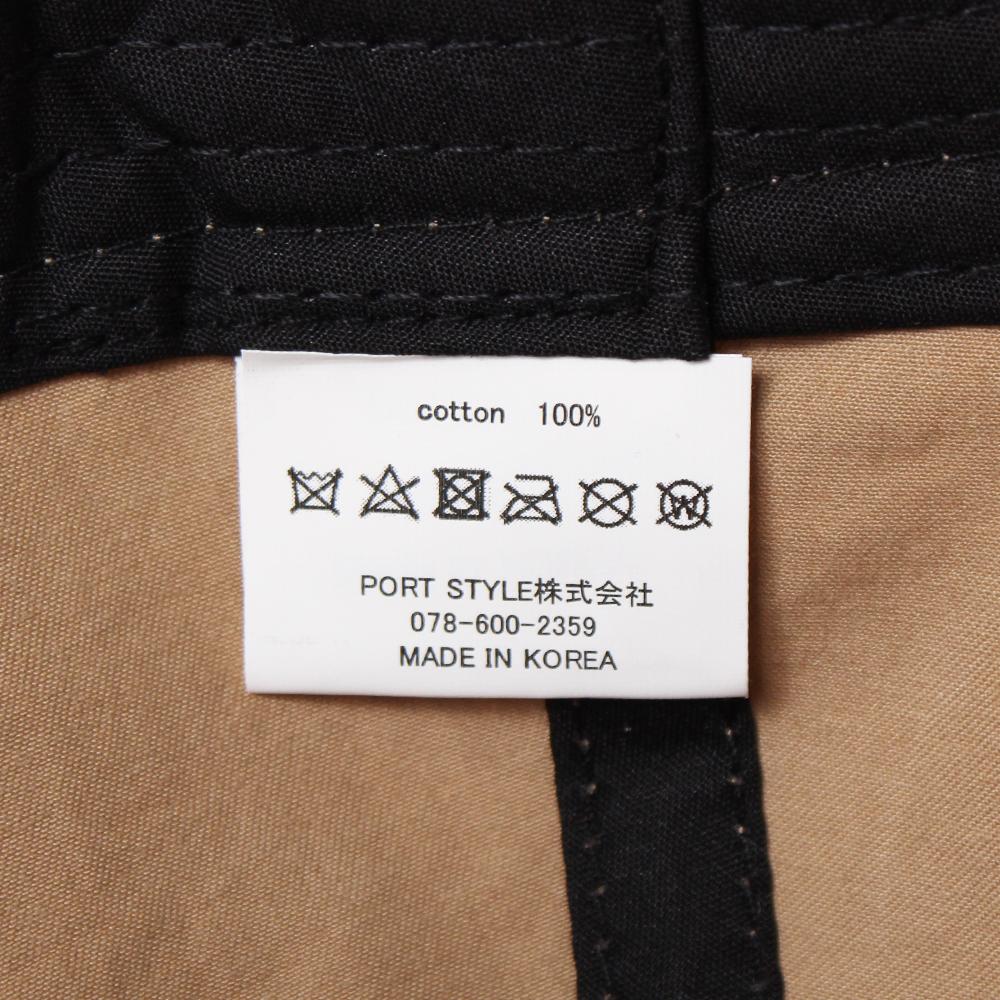 cotton 100%
W
PORT STYLE株式会社
078-600-2359
MADE IN KOREA